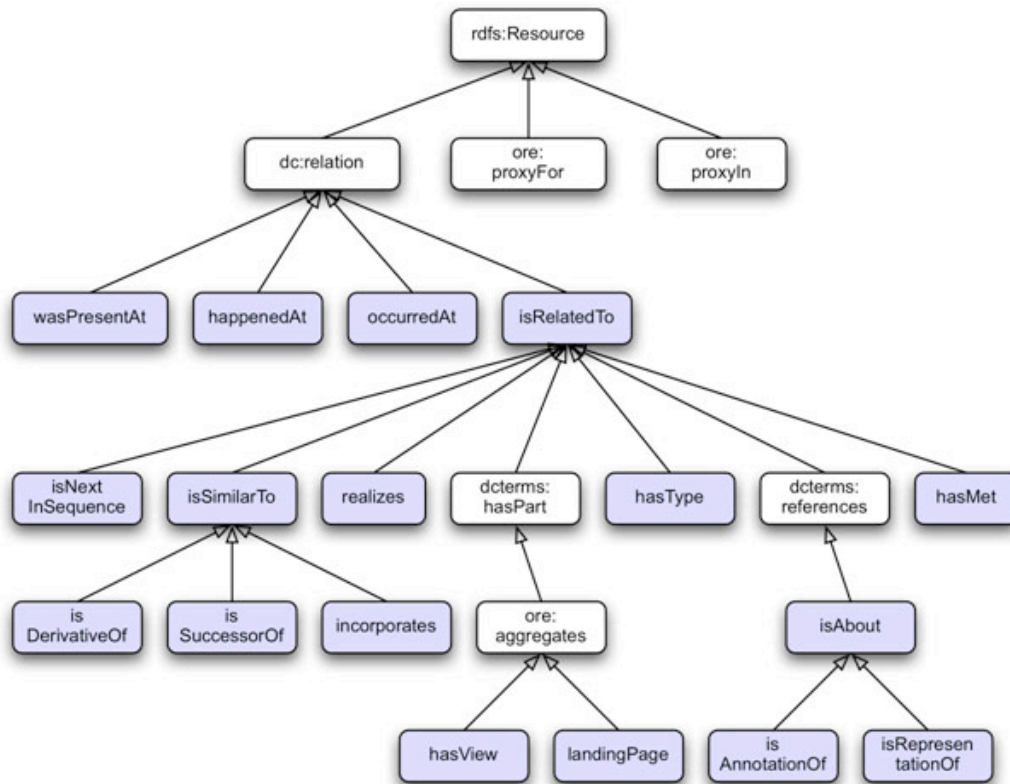 rdfs:Resource
dc:relation
ore:
proxyFor
ore:
proxyIn
wasPresentAt
happenedAt
occurredAt
isRelatedTo
isNext
InSequence
isSimilarTo
realizes
dcterms:
hasPart
hasType
dcterms:
references
hasMet
is
DerivativeOf
is
SuccessorOf
incorporates
ore:
aggregates
isAbout
hasView
landingPage
is
AnnotationOf
isRepresen
tationOf